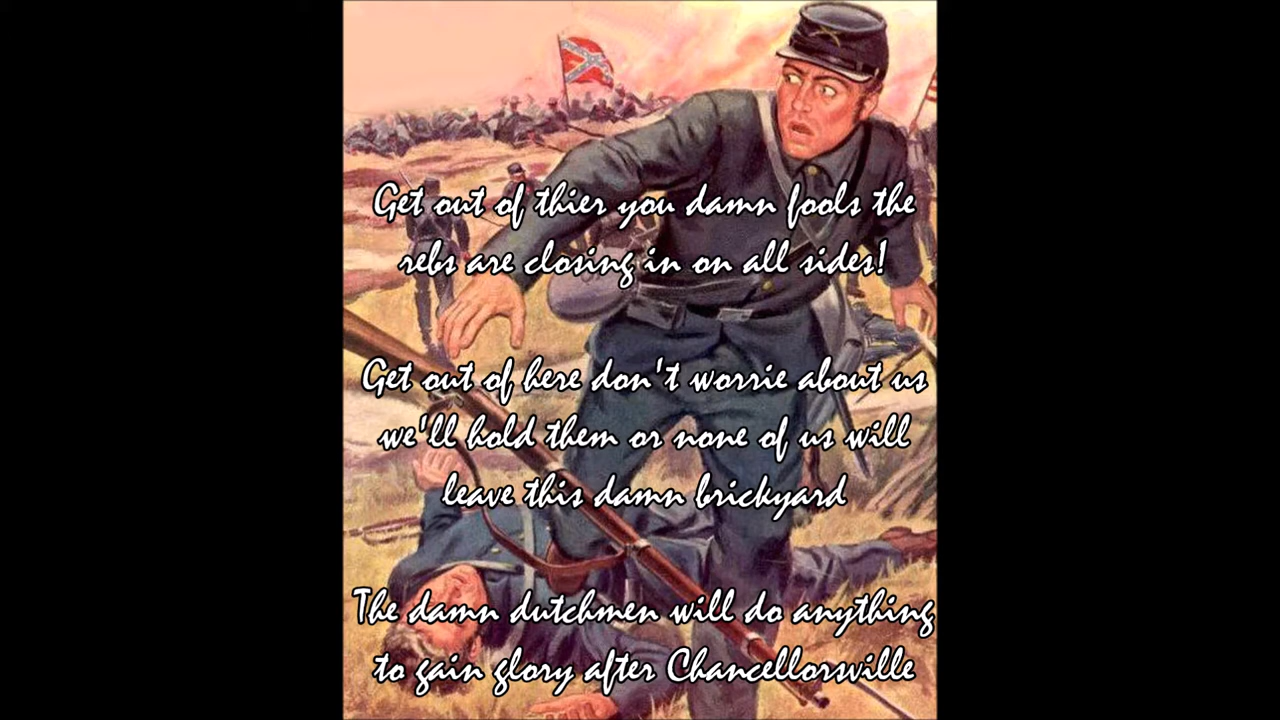 Get out of thier you damn fools the
rebs are closing in on all sides!
Get out of here don't worrie about us
we'll hold them or none of us will
leave this damn brickyard
The damn dutchmen will do anything
to gain glory after Chancellorsville